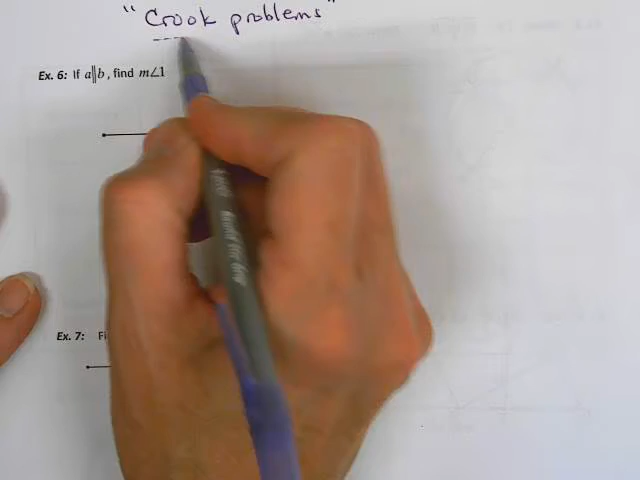 "Crook problems"
Ex. 6: If a∥b, find m∠1
Ex. 7: